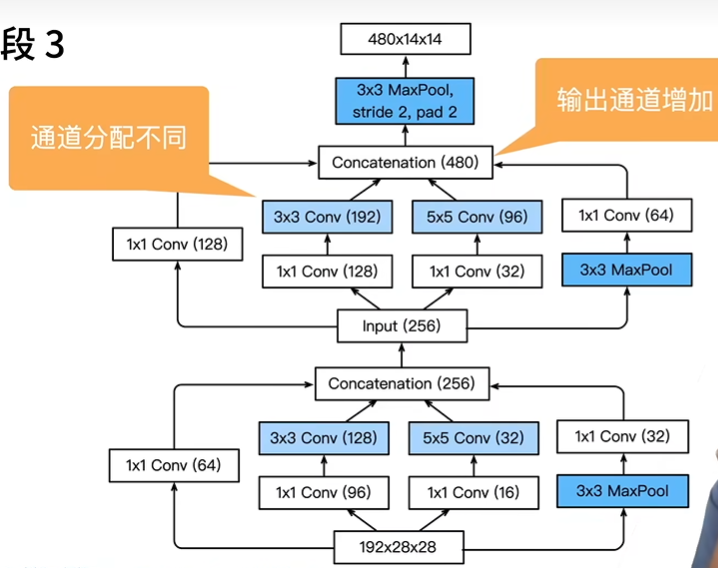 段 3
480x14x14
3x3 MaxPool,
stride 2, pad 2
输出通道增加
通道分配不同
Concatenation (480)
3x3 Conv (192)
5x5 Conv (96)
1x1 Conv (64)
1x1 Conv (128)
1x1 Conv (128)
1x1 Conv (32)
3x3 MaxPool
Input (256)
Concatenation (256)
3x3 Conv (128)
5x5 Conv (32)
1x1 Conv (32)
1x1 Conv (64)
1x1 Conv (96)
1x1 Conv (16)
3x3 MaxPool
192x28x28